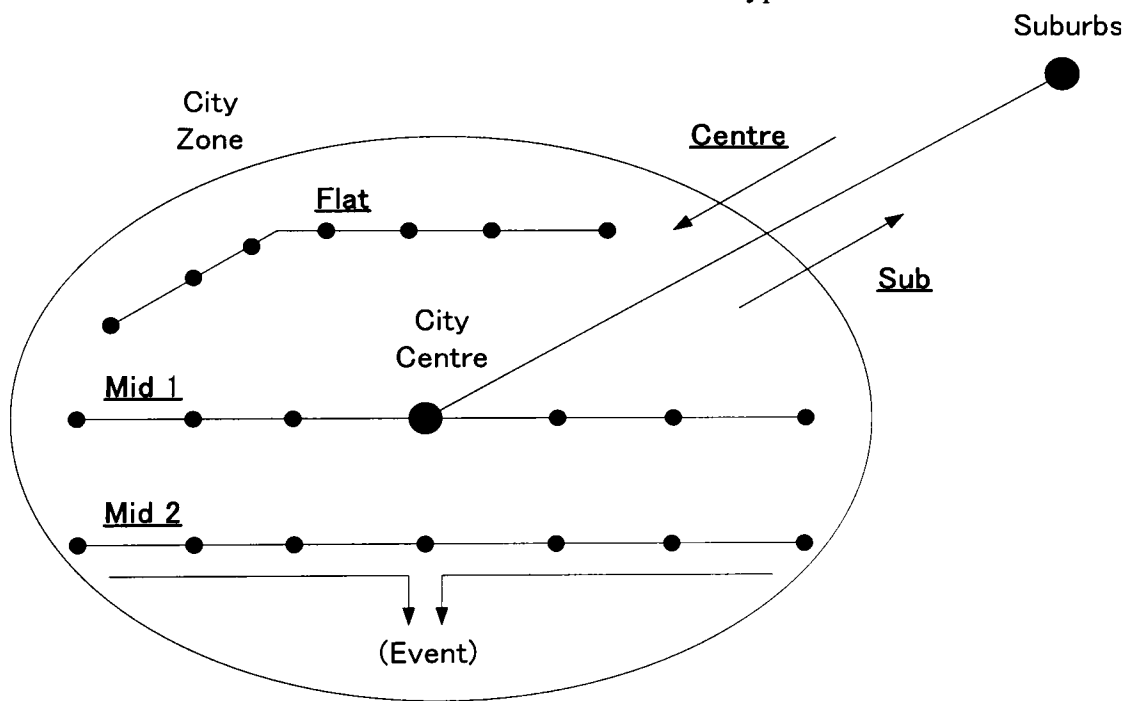 Suburbs
City
Zone
Centre
Flat
Sub
City
Centre
Mid 1
Mid 2
(Event)